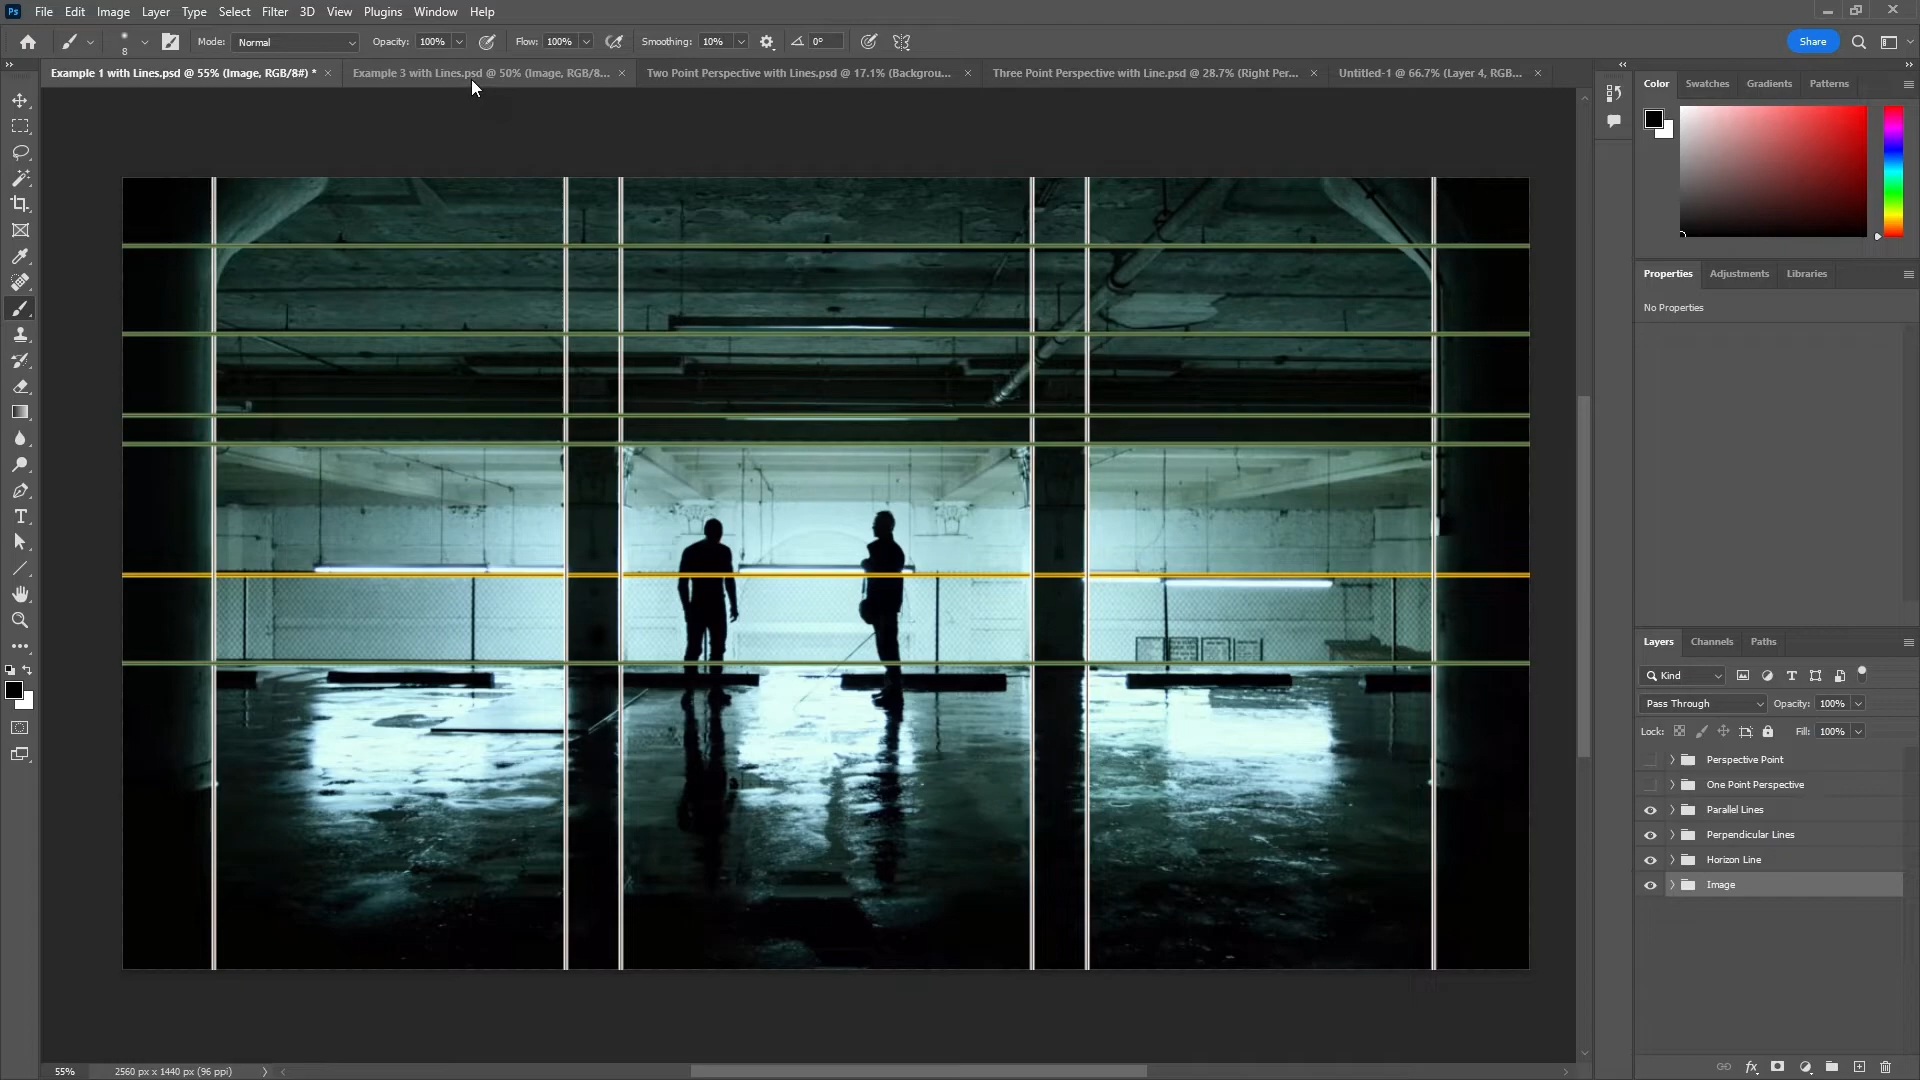 Ps File Edit Image Layer Type Select Filter 3D View Plugins Window Help
8 Mode: Normal Opacity: 100% Flow: 100% Smoothing: 10% 0° Share
Example 1 with Lines.psd @ 55% (Image, RGB/8#) * × Example 3 with Lines.psd @ 50% (Image, RGB/8... × Two Point Perspective with Lines.psd @ 17.1% (Backgrou... × Three Point Perspective with Line.psd @ 28.7% (Right Per... × Untitled-1 @ 66.7% (Layer 4, RGB... ×
Color Swatches Gradients Patterns
Properties Adjustments Libraries
No Properties
Layers Channels Paths
Kind
Pass Through Opacity: 100%
Lock: Fill: 100%
Perspective Point
One Point Perspective
Parallel Lines
Perpendicular Lines
Horizon Line
Image
55% 2560 px x 1440 px (96 ppi)